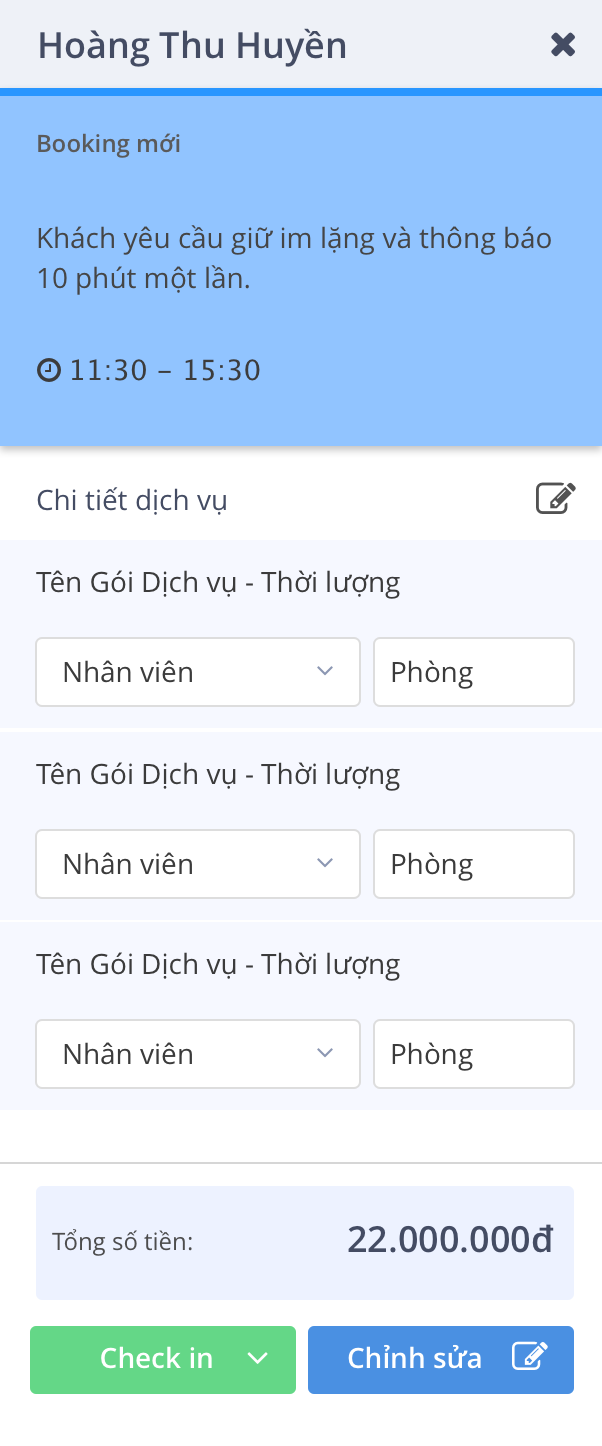 Hoàng Thu Huyền
Booking mới
Khách yêu cầu giữ im lặng và thông báo
10 phút một lần.
11:30 – 15:30
Chi tiết dịch vụ
Tên Gói Dịch vụ - Thời lượng
Nhân viên
Phòng
Tên Gói Dịch vụ - Thời lượng
Nhân viên
Phòng
Tên Gói Dịch vụ - Thời lượng
Nhân viên
Phòng
Tổng số tiền:
22.000.000đ
Check in
Chỉnh sửa